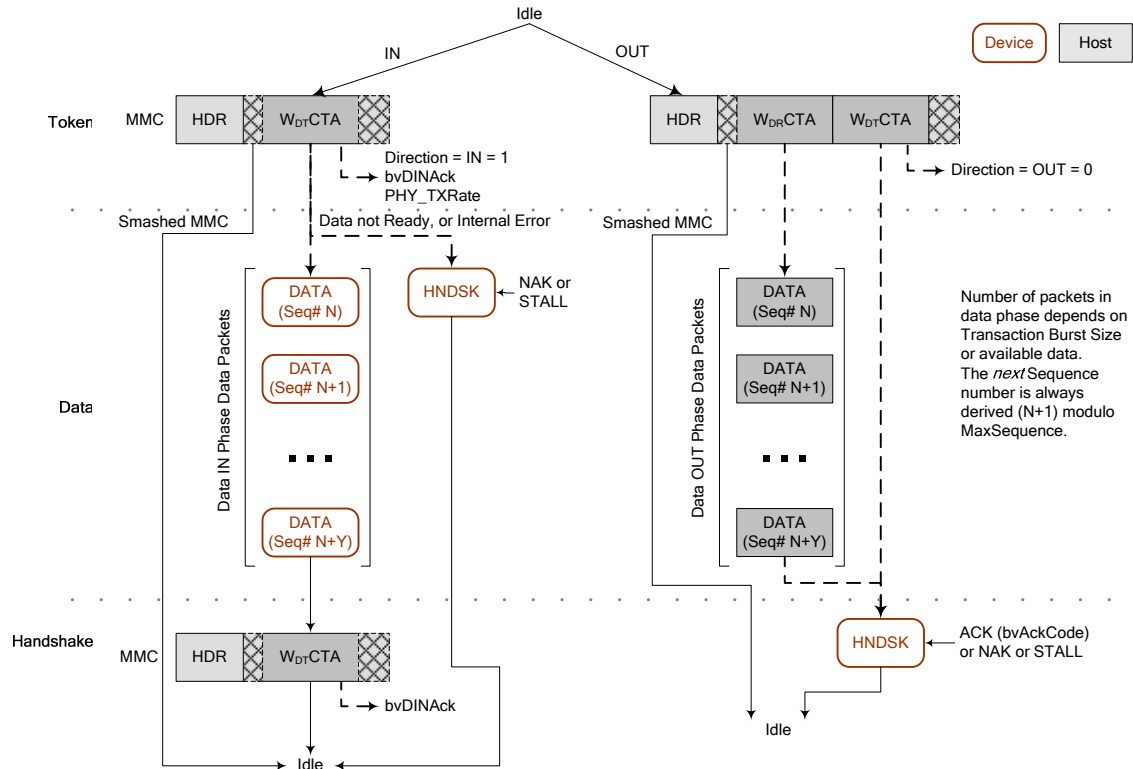 Idle
IN
OUT
Device
Host
Token
MMC
HDR
WDTCTA
HDR
WDRCTA
WDTCTA
Direction = IN = 1
bvDINAck
PHY_TXRate
Direction = OUT = 0
Smashed MMC
Data not Ready, or Internal Error
Smashed MMC
Data
Data IN Phase Data Packets
DATA
(Seq# N)
DATA
(Seq# N+1)
DATA
(Seq# N+Y)
HNDSK
NAK or
STALL
Data OUT Phase Data Packets
DATA
(Seq# N)
DATA
(Seq# N+1)
DATA
(Seq# N+Y)
Number of packets in
data phase depends on
Transaction Burst Size
or available data.
The next Sequence
number is always
derived (N+1) modulo
MaxSequence.
Handshake
MMC
HDR
WDTCTA
bvDINAck
Idle
HNDSK
ACK (bvAckCode)
or NAK or STALL
Idle